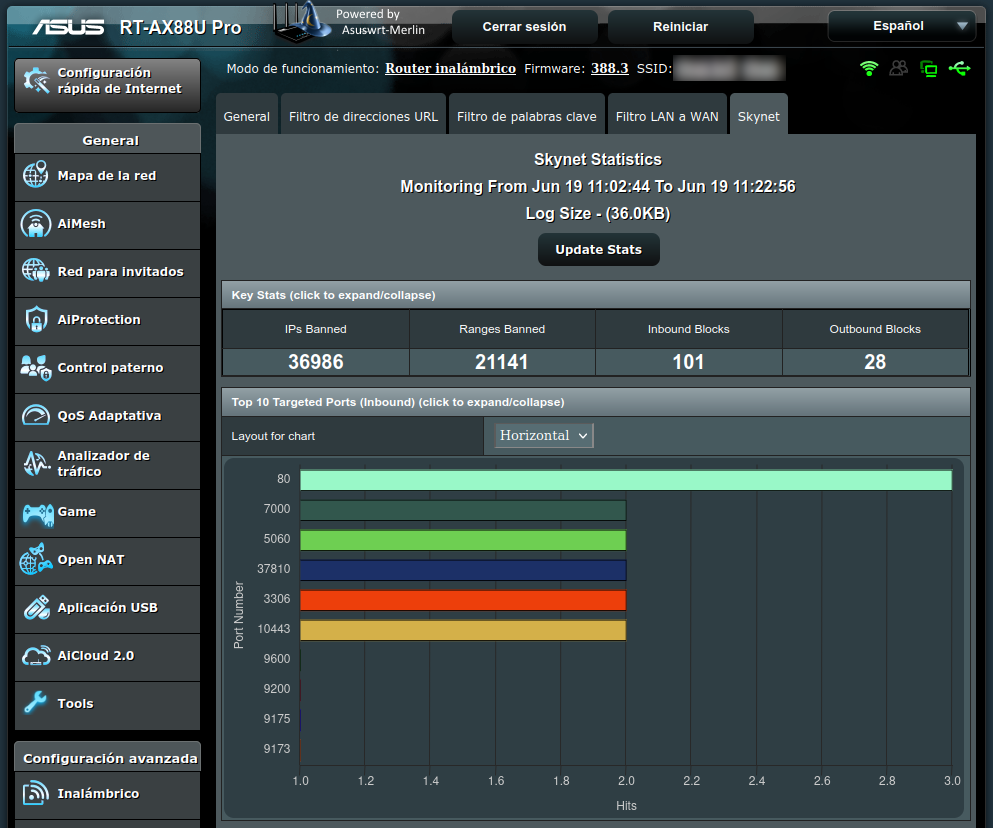 ASUS RT-AX88U Pro
Powered by
Asuswrt-Merlin
Cerrar sesión
Reiniciar
Español
Configuración
rápida de Internet
General
Mapa de la red
AiMesh
Red para invitados
AiProtection
Control paterno
QoS Adaptativa
Analizador de
tráfico
Game
Open NAT
Aplicación USB
AiCloud 2.0
Tools
Configuración avanzada
Inalámbrico
Modo de funcionamiento: Router inalámbrico Firmware: 388.3 SSID:
General
Filtro de direcciones URL
Filtro de palabras clave
Filtro LAN a WAN
Skynet
Skynet Statistics
Monitoring From Jun 19 11:02:44 To Jun 19 11:22:56
Log Size - (36.0KB)
Update Stats
Key Stats (click to expand/collapse)
IPs Banned Ranges Banned Inbound Blocks Outbound Blocks
36986 21141 101 28
Top 10 Targeted Ports (Inbound) (click to expand/collapse)
Layout for chart Horizontal
Port Number
80
7000
5060
37810
3306
10443
9600
9200
9175
9173
1.0 1.2 1.4 1.6 1.8 2.0 2.2 2.4 2.6 2.8 3.0
Hits